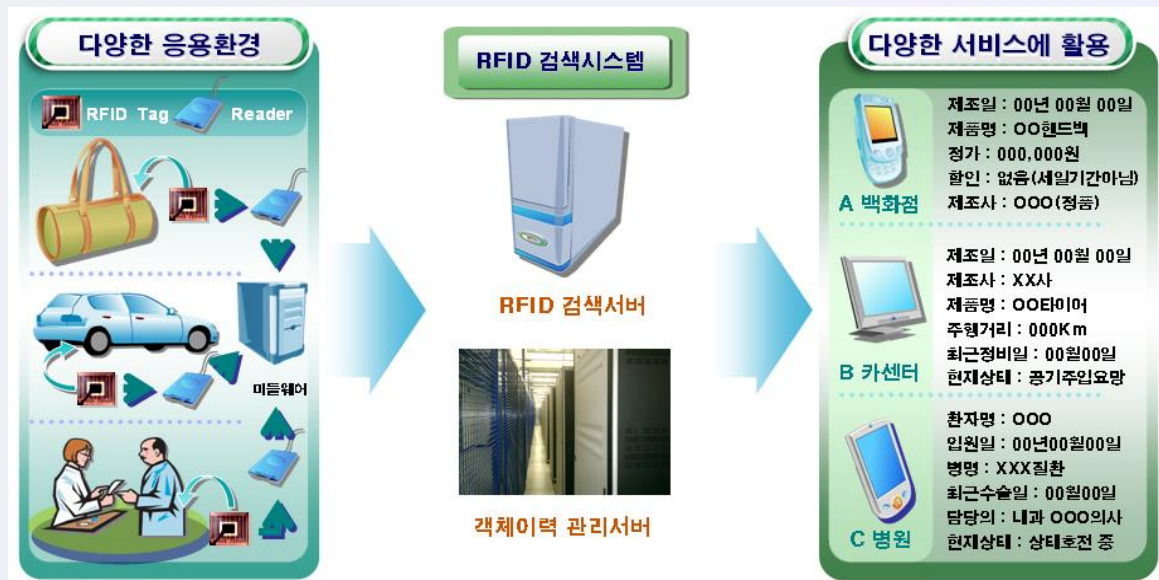 다양한 응용환경
RFID Tag
Reader
미들웨어
RFID 검색시스템
RFID 검색서버
객체이력 관리서버
다양한 서비스에 활용
A 백화점
제조일 : 00년 00월 00일
제품명 : OO핸드백
정가 : 000,000원
할인 : 없음(세일기간아님)
제조사 : OOO(정품)
B 카센터
제조일 : 00년 00월 00일
제조사 : XX사
제품명 : OO타이어
주행거리 : 000Km
최근정비일 : 00월00일
현재상태 : 공기주입요망
C 병원
환자명 : OOO
입원일 : 00년00월00일
병명 : XXX질환
최근수술일 : 00월00일
담당의 : 내과 OOO의사
현재상태 : 상태호전 중